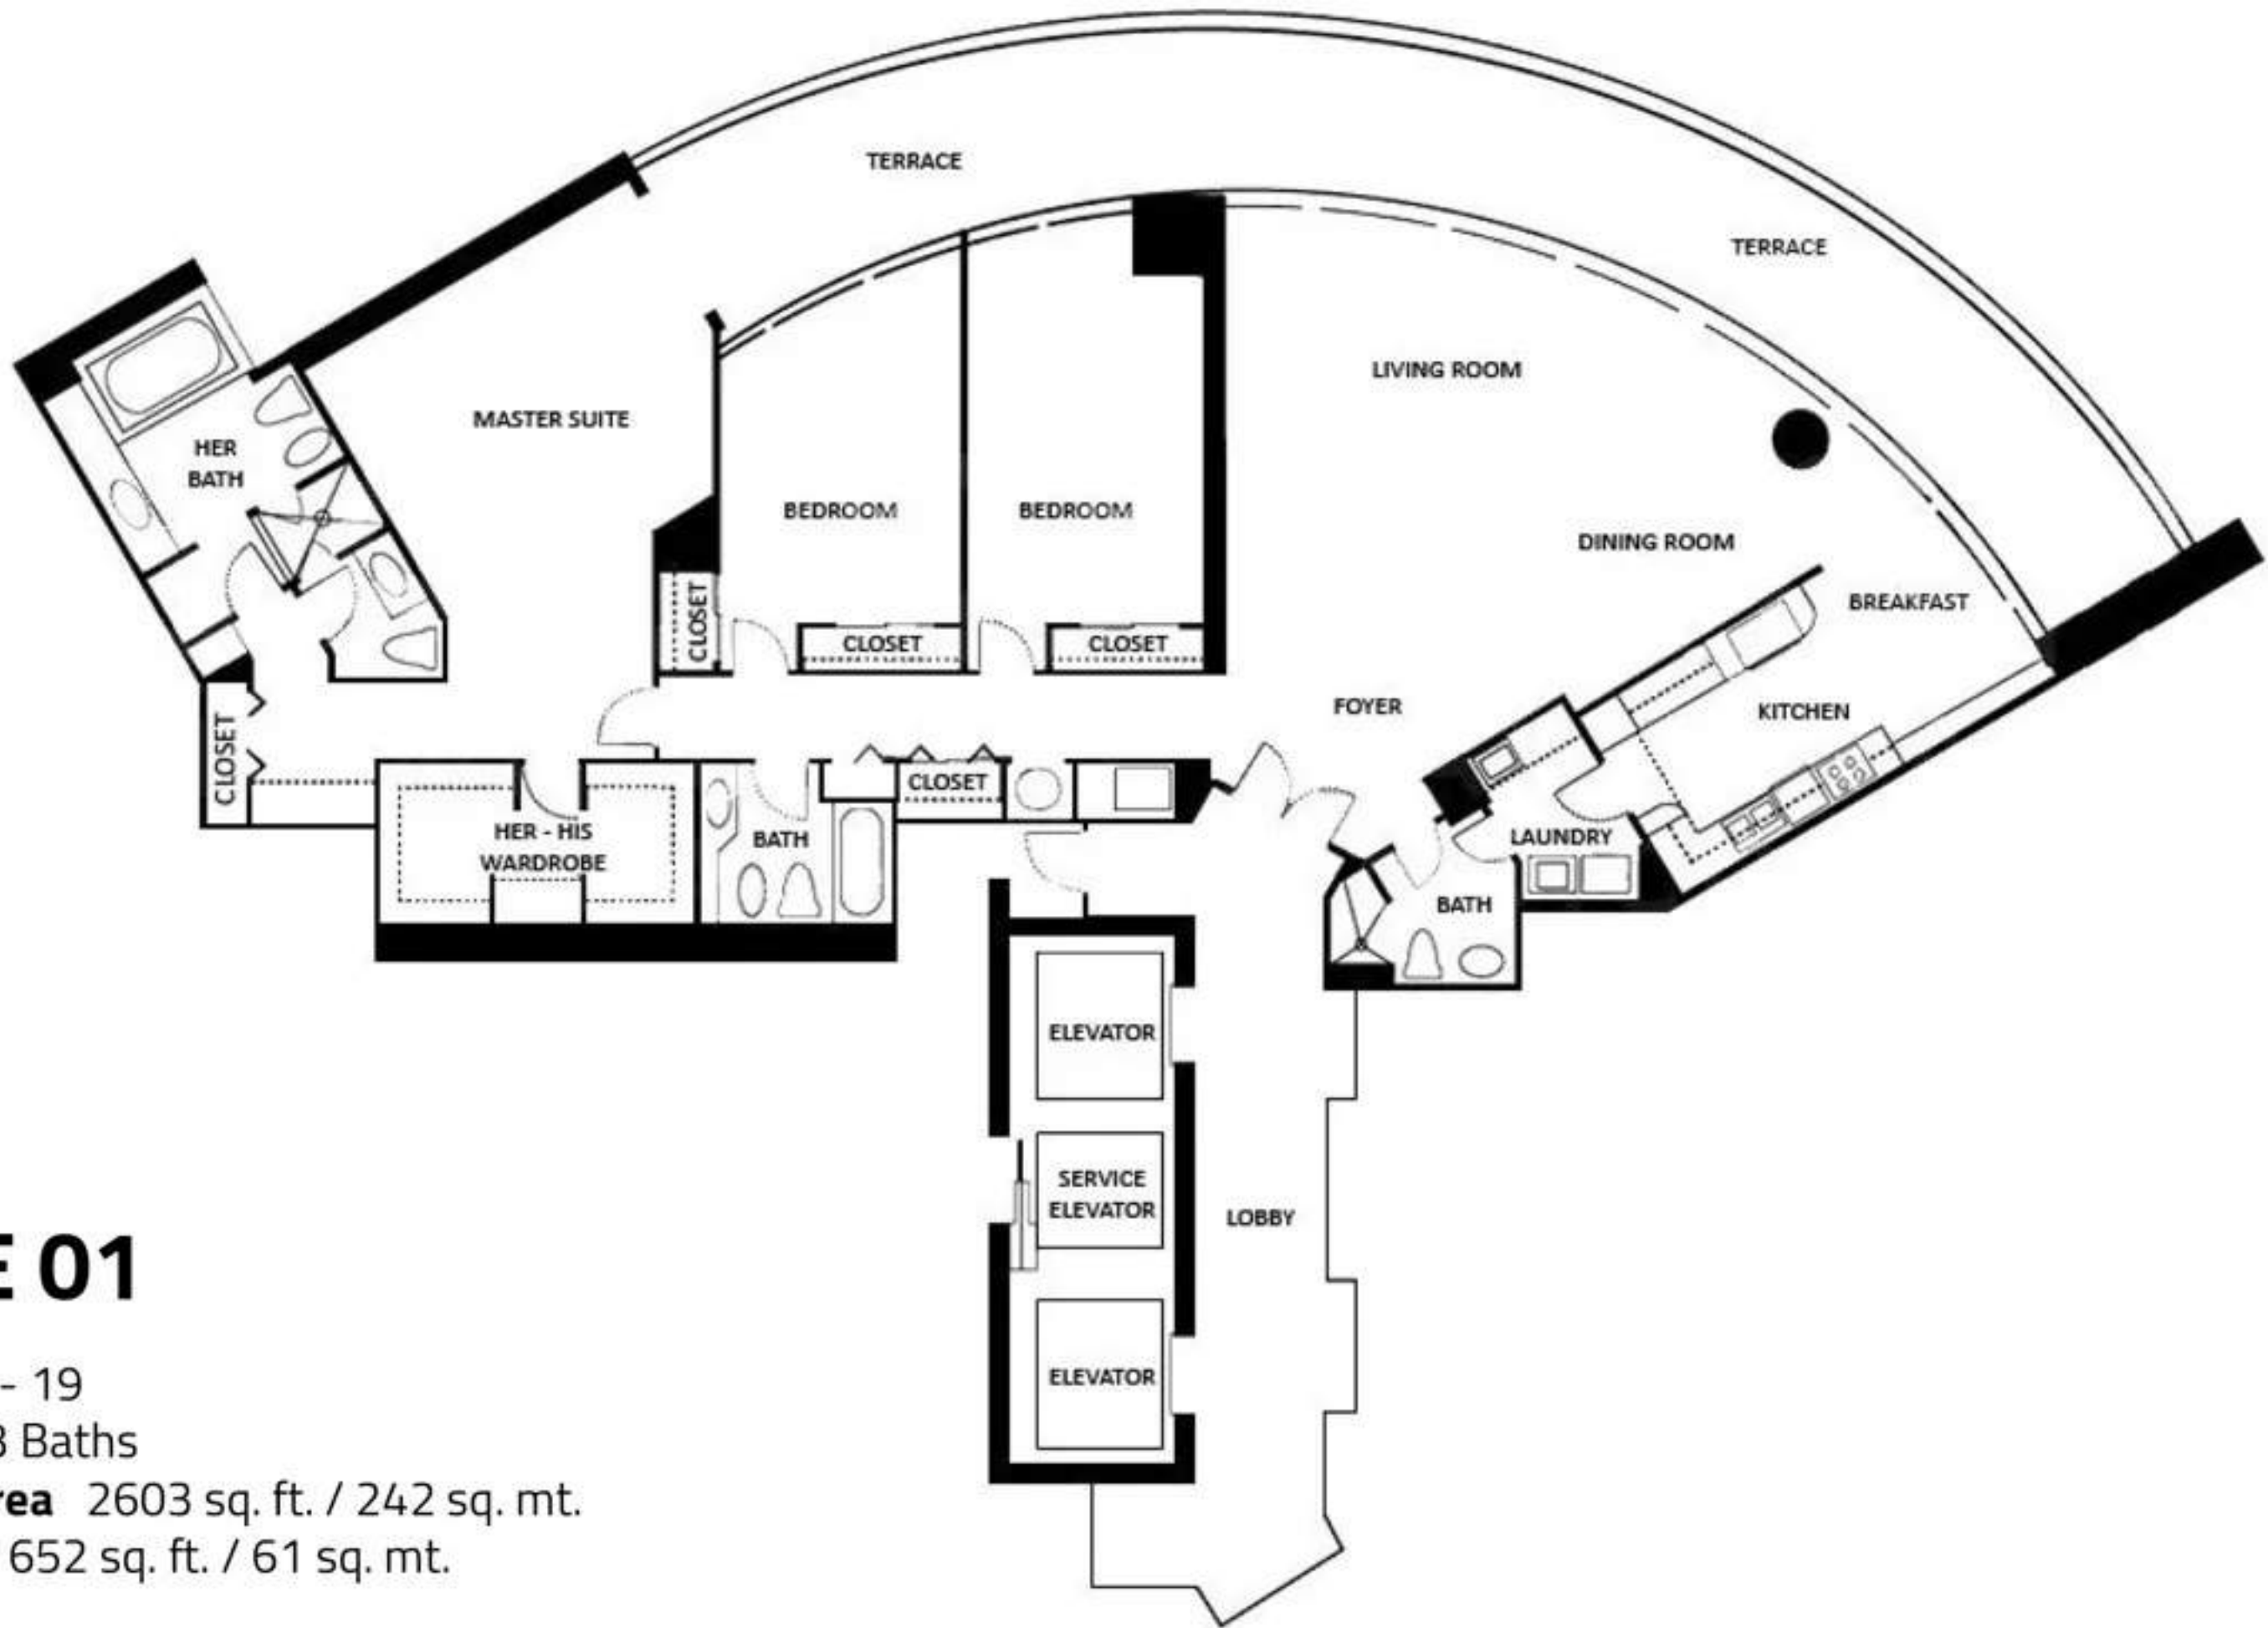 TERRACE
TERRACE
LIVING ROOM
MASTER SUITE
HER
BATH
BEDROOM
BEDROOM
DINING ROOM
BREAKFAST
CLOSET
CLOSET
CLOSET
FOYER
KITCHEN
CLOSET
CLOSET
HER - HIS
WARDROBE
BATH
LAUNDRY
BATH
ELEVATOR
SERVICE
ELEVATOR
LOBBY
ELEVATOR
01
- 19
Baths
2603 sq. ft. / 242 sq. mt.
652 sq. ft. / 61 sq. mt.